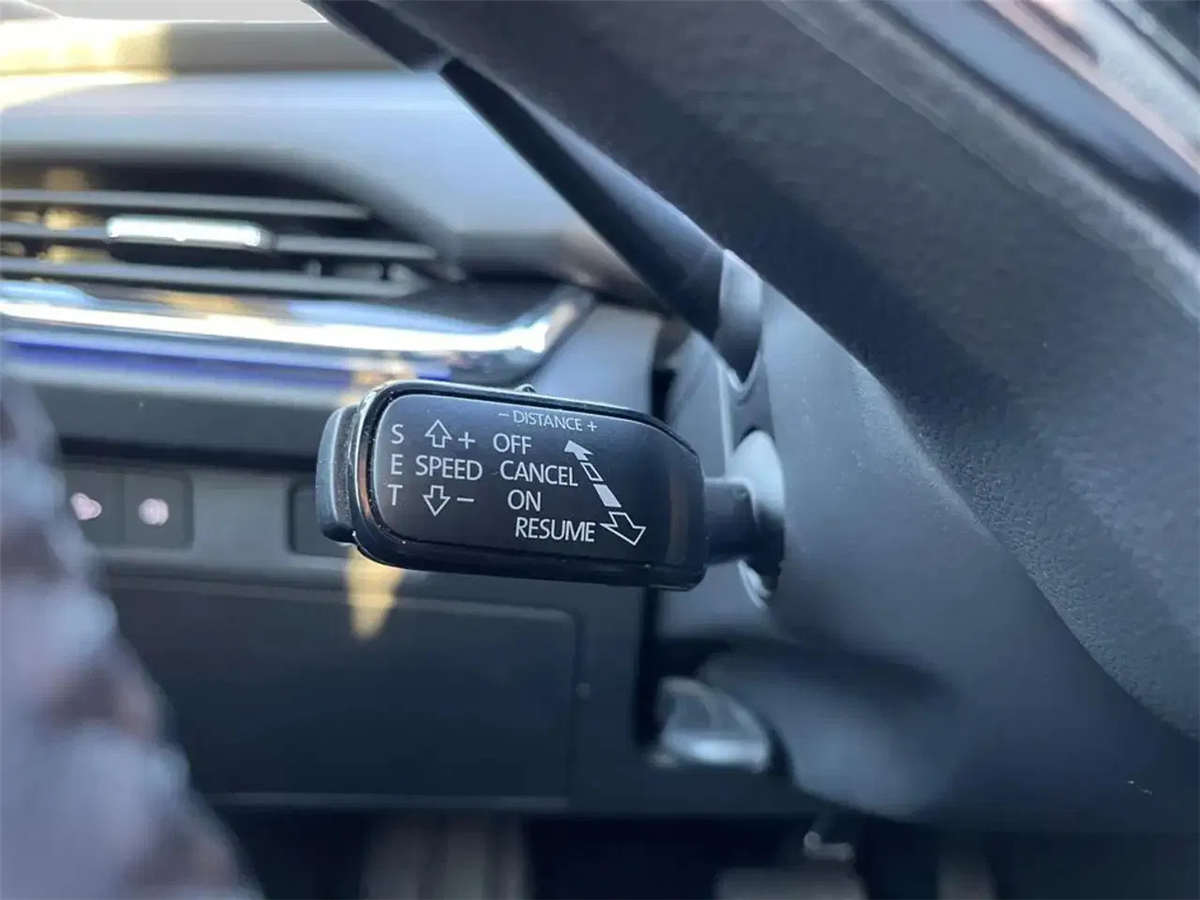 - DISTANCE +
S + OFF
E SPEED CANCEL
T - ON
RESUME